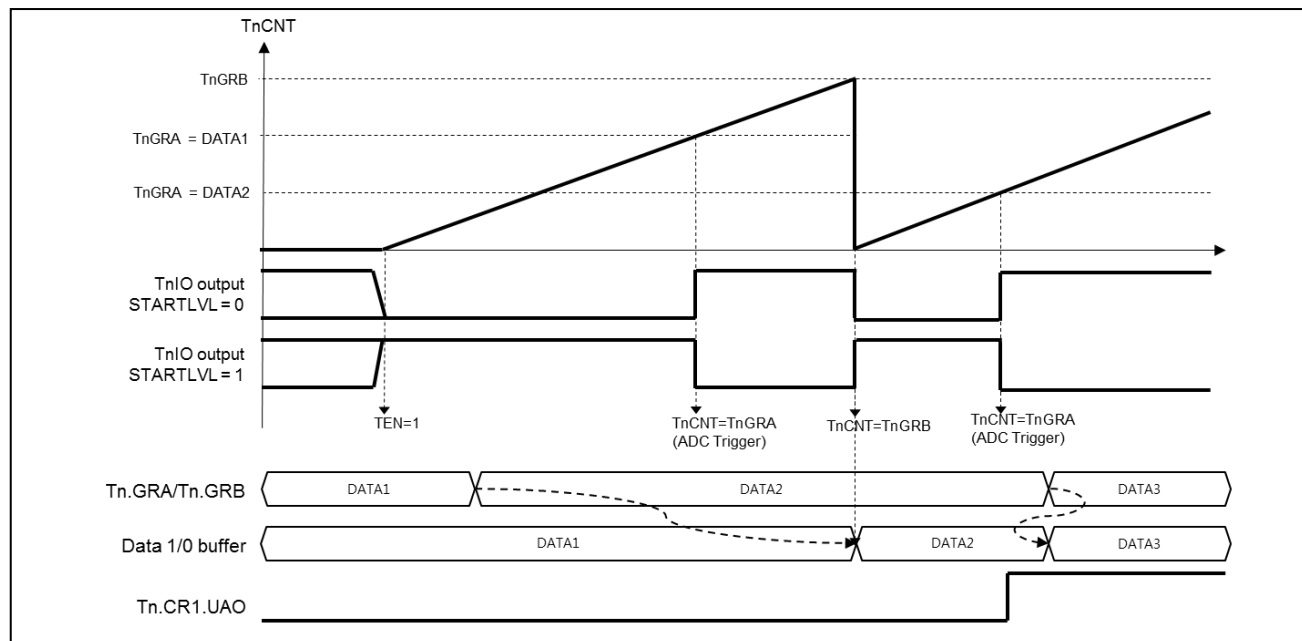 TnCNT
TnGRB
TnGRA = DATA1
TnGRA = DATA2
TnIO output
STARTLVL = 0
TnIO output
STARTLVL = 1
TEN=1
TnCNT=TnGRA
(ADC Trigger)
TnCNT=TnGRB
TnCNT=TnGRA
(ADC Trigger)
Tn.GRA/Tn.GRB
DATA1
DATA2
DATA3
Data 1/0 buffer
DATA1
DATA2
DATA3
Tn.CR1.UAO